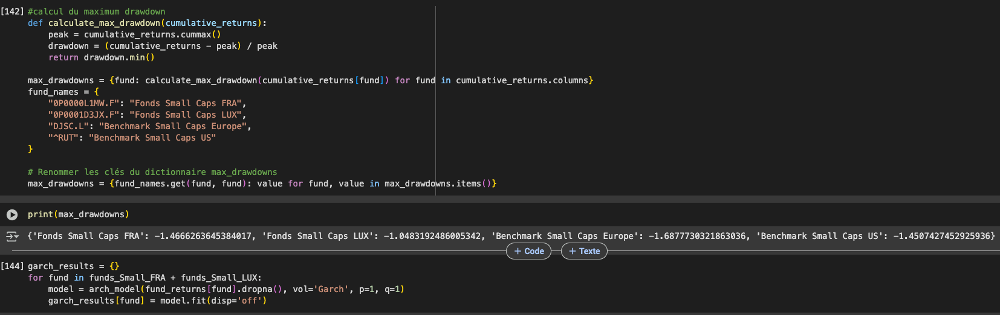 [142] #calcul du maximum drawdown
def calculate_max_drawdown(cumulative_returns):
    peak = cumulative_returns.cummax()
    drawdown = (cumulative_returns - peak) / peak
    return drawdown.min()
max_drawdowns = {fund: calculate_max_drawdown(cumulative_returns[fund]) for fund in cumulative_returns.columns}
fund_names = {
    "0P0000L1MW.F": "Fonds Small Caps FRA",
    "0P0001D3JX.F": "Fonds Small Caps LUX",
    "DJSC.L": "Benchmark Small Caps Europe",
    "^RUT": "Benchmark Small Caps US"
}
# Renommer les clés du dictionnaire max_drawdowns
max_drawdowns = {fund_names.get(fund, fund): value for fund, value in max_drawdowns.items()}
print(max_drawdowns)
{'Fonds Small Caps FRA': -1.4666263645384017, 'Fonds Small Caps LUX': -1.0483192486005342, 'Benchmark Small Caps Europe': -1.6877730321863036, 'Benchmark Small Caps US': -1.4507427452925936}
+ Code + Texte
[144] garch_results = {}
for fund in funds_Small_FRA + funds_Small_LUX:
    model = arch_model(fund_returns[fund].dropna(), vol='Garch', p=1, q=1)
    garch_results[fund] = model.fit(disp='off')